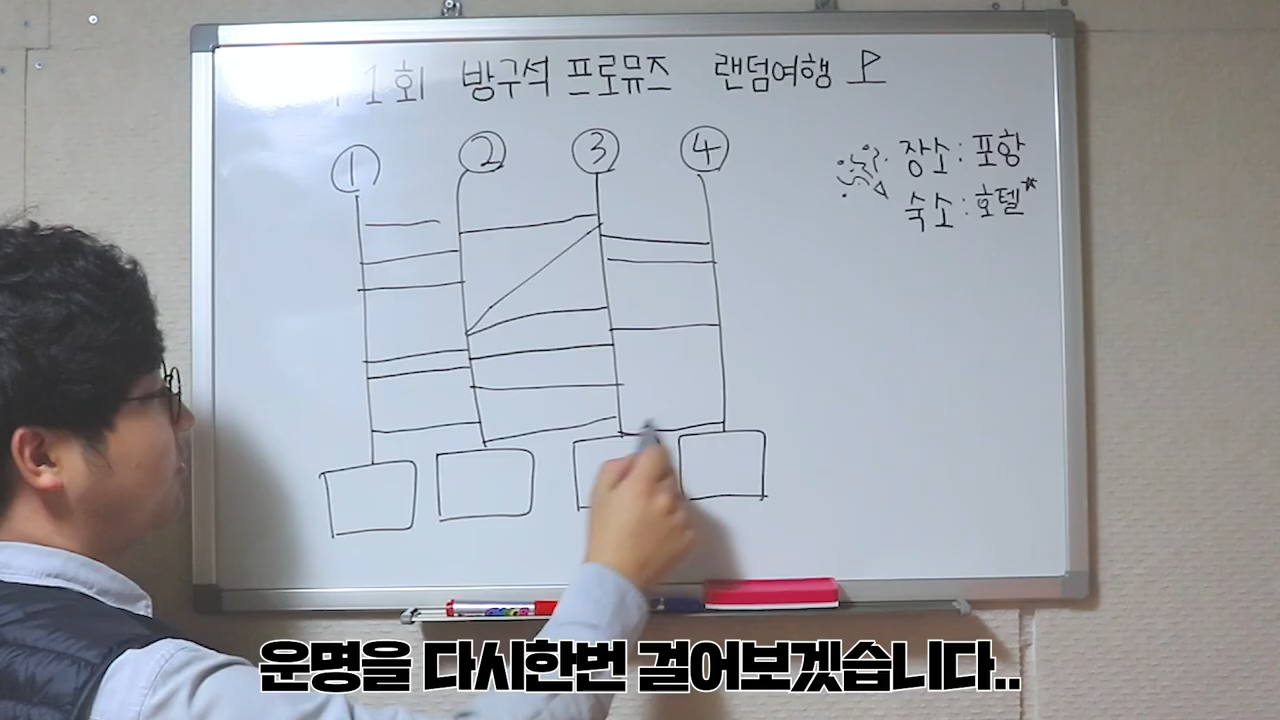 1회 방구석 프로뮤즈 랜덤여행
① ② ③ ④
장소 : 포항
숙소 : 호텔*
운명을 다시한번 걸어보겠습니다..